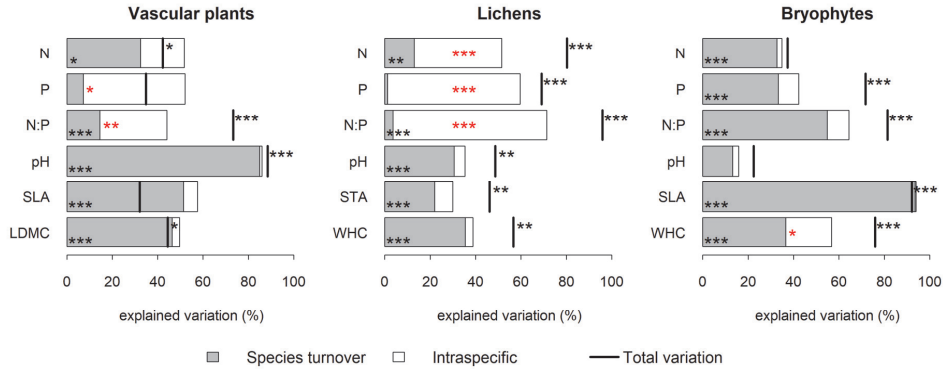 Vascular plants
N * *
P *
N:P *** ** ***
pH ***
SLA ***
LDMC *** *
0 20 40 60 80 100
explained variation (%)
Lichens
N ** *** ***
P *** ***
N:P *** *** ***
pH *** **
STA *** **
WHC *** **
0 20 40 60 80 100
explained variation (%)
Bryophytes
N ***
P *** ***
N:P *** ***
pH
SLA *** ***
WHC *** * ***
0 20 40 60 80 100
explained variation (%)
Species turnover Intraspecific Total variation